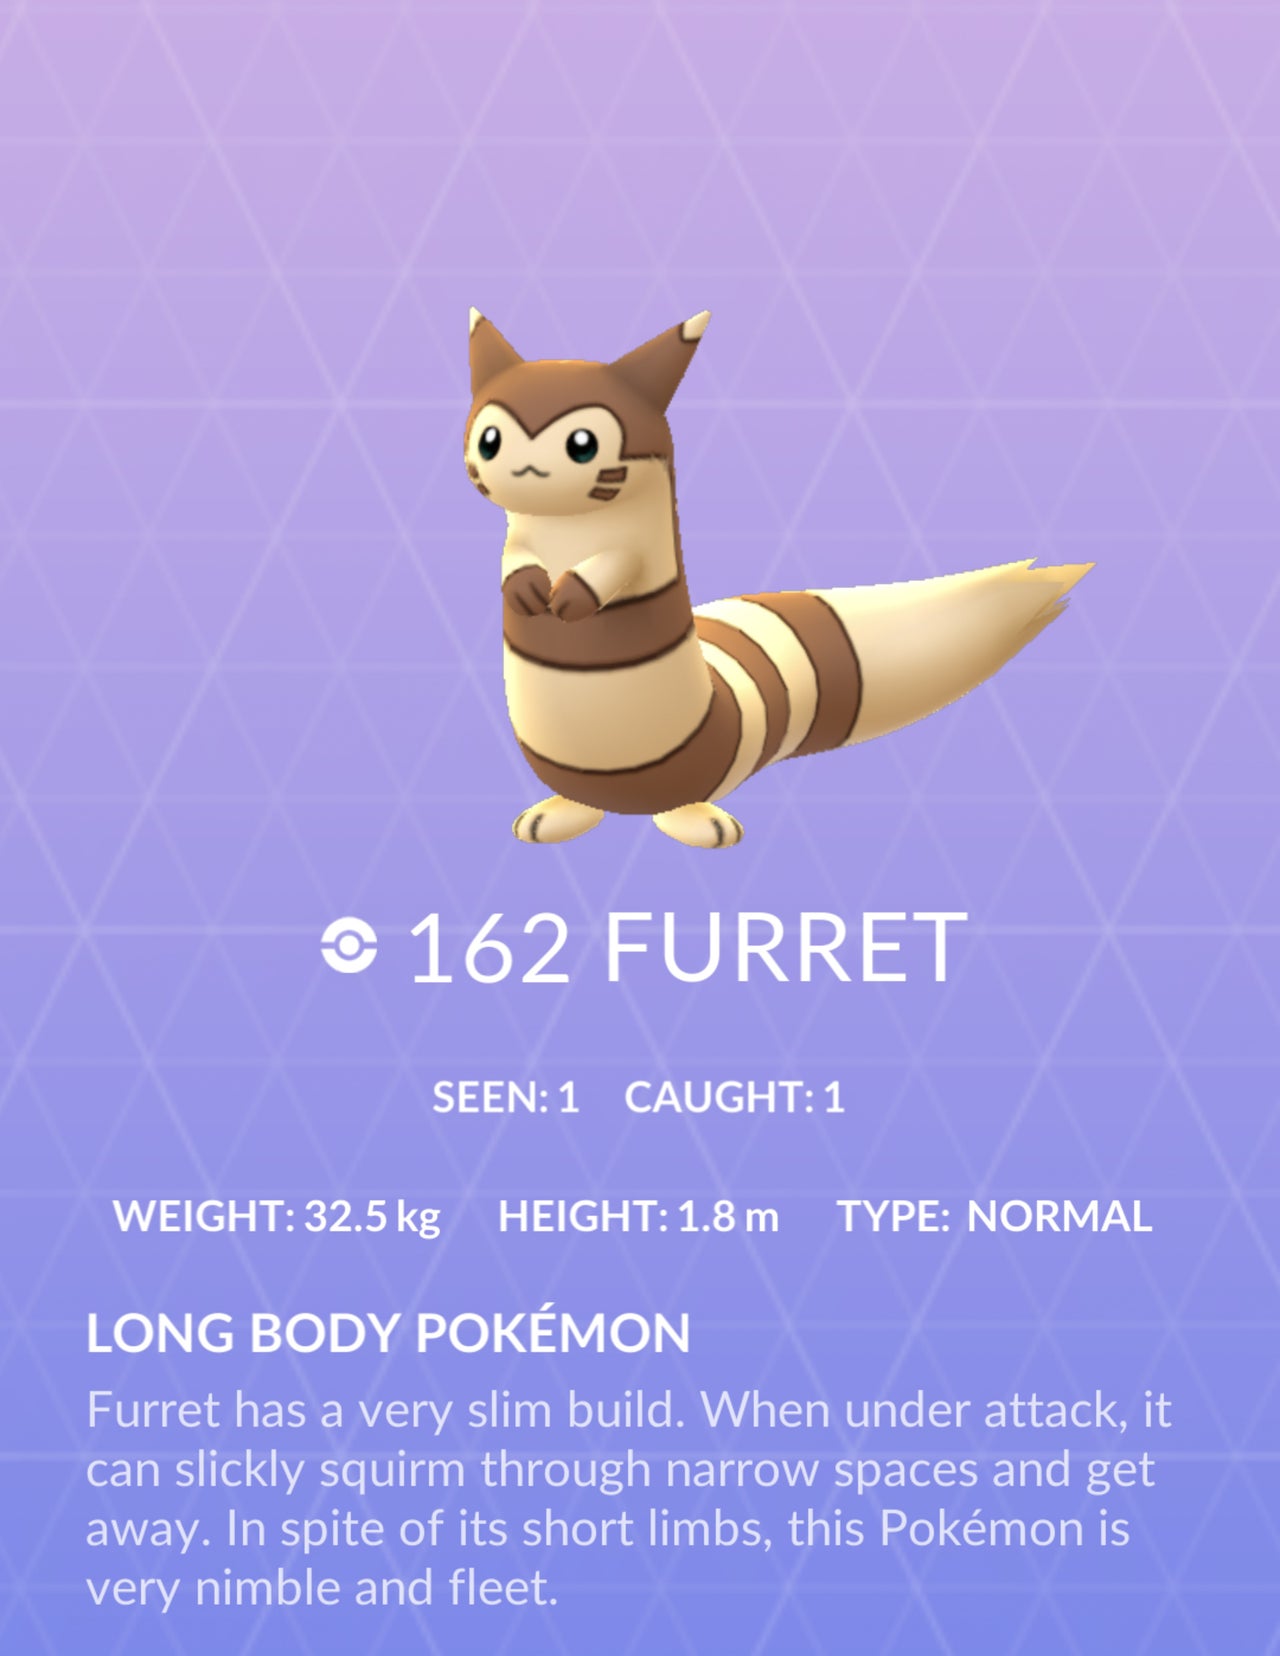 162 FURRET
SEEN: 1 CAUGHT: 1
WEIGHT: 32.5 kg HEIGHT: 1.8 m TYPE: NORMAL
LONG BODY POKÉMON
Furret has a very slim build. When under attack, it
can slickly squirm through narrow spaces and get
away. In spite of its short limbs, this Pokémon is
very nimble and fleet.